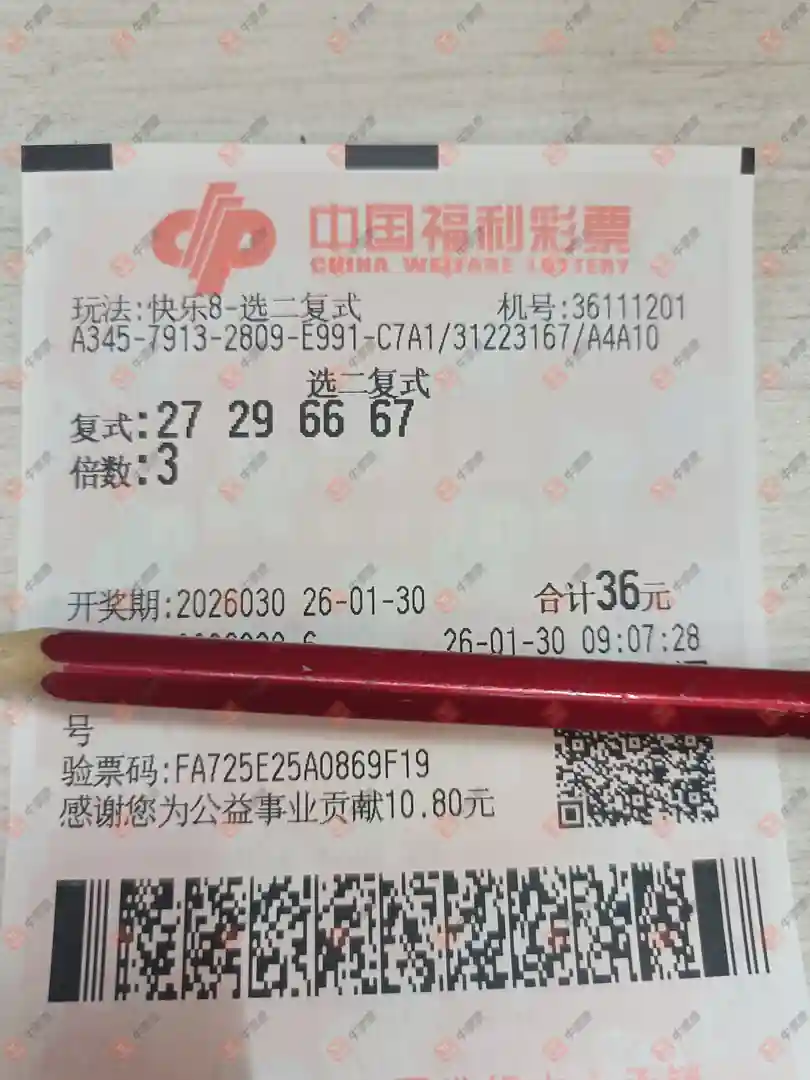 中国福利彩票
CHINA WELFARE LOTTERY
玩法:快乐8-选二复式 机号:36111201
A345-7913-2809-E991-C7A1/31223167/A4A10
选二复式
复式:27 29 66 67
倍数:3
开奖期:2026030 26-01-30 合计36元
26-01-30 09:07:28
号
验票码:FA725E25A0869F19
感谢您为公益事业贡献10.80元